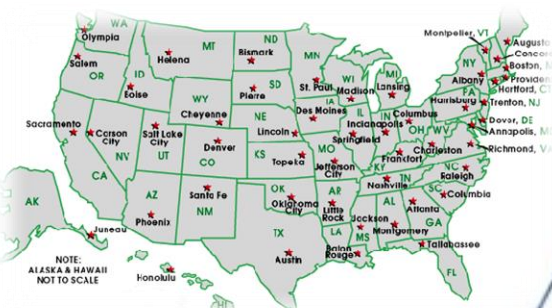 WA
Olympia
Montpelier, VT
Augusta
ND
MT
MN
Bismark
Helena
Salem
NY
Boston, M
OR
ID
Boise
SD
Pierre
St. Paul
WI
Madison
MI
Lansing
Albany
Hartford, CT
WY
Cheyenne
IA
Des Moines
PA
Harrisburg
Trenton, NJ
NE
Lincoln
IL
IN
Columbus
Indianapolis
OH
Dover, DE
Annapolis, M
Sacramento
Carson
City
Salt Lake
City
Denver
Springfield
WV
Charleston
Richmond, VA
NV
UT
CO
KS
Topeka
MO
Jefferson
City
KY
Frankfort
CA
Nashville
TN
NC
Raleigh
AZ
Santa Fe
OK
Oklahoma
City
AR
Little
Rock
SC
Columbia
AK
Phoenix
NM
Jackson
AL
Atlanta
Montgomery
GA
Juneau
TX
LA
MS
Baton
Rouge
Tallahassee
Austin
FL
NOTE:
ALASKA & HAWAII
NOT TO SCALE
Honolulu
HI